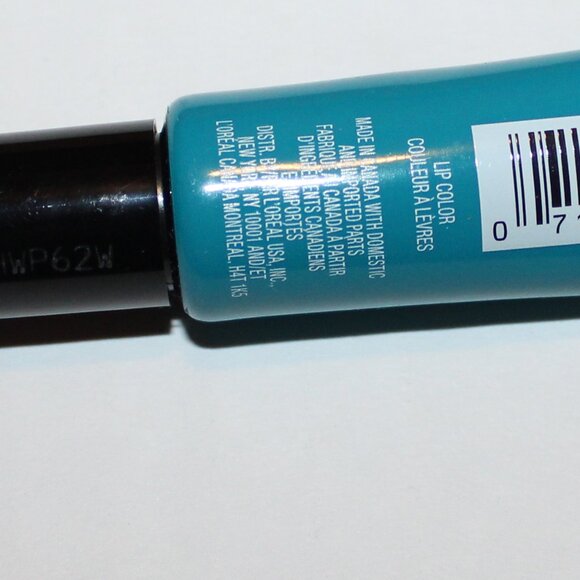 LIP COLOR
COULEUR À LÈVRES
MADE IN CANADA WITH DOMESTIC
AND IMPORTED PARTS
FABRIQUÉ AU CANADA À PARTIR
D'INGRÉDIENTS CANADIENS
ET IMPORTÉS
DISTR. BY L'ORÉAL USA, INC.
NEW YORK, NY 10001 AND/ET
L'ORÉAL CANADA MONTREAL, H4T 1K5
WP62W
0 7